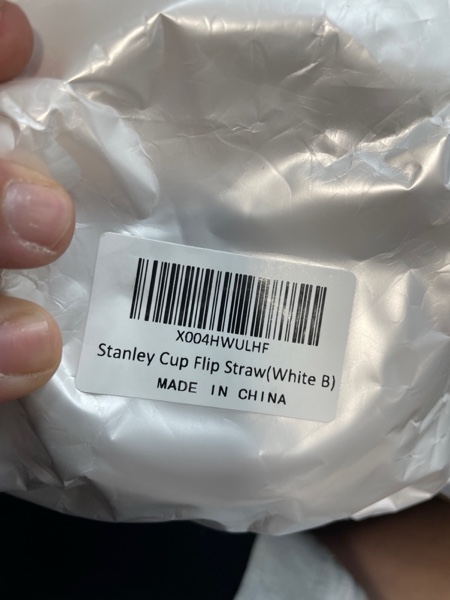 X004HWULHF
Stanley Cup Flip Straw(White B)
MADE IN CHINA